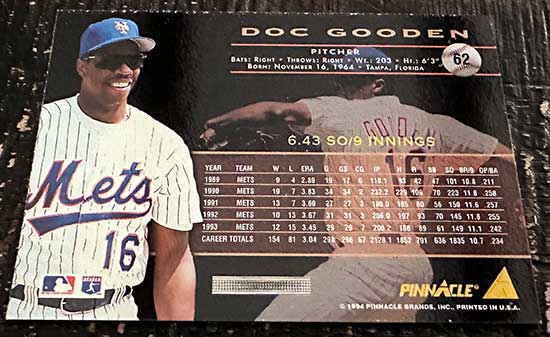 DOC GOODEN
PITCHER
BATS: RIGHT • THROWS: RIGHT • WT.: 203 • HT.: 6'3"
BORN: NOVEMBER 16, 1964 • TAMPA, FLORIDA
62
6.43 SO/9 INNINGS
YEAR TEAM W L ERA G GS CG IP H R BB SO BR/9 OP/BA
1989 METS 9 4 2.89 19 17 0 118.1 93 42 47 101 10.8 .211
1990 METS 19 7 3.83 34 34 2 232.2 229 106 70 223 11.6 .258
1991 METS 13 7 3.60 27 27 3 190.0 185 80 56 150 11.6 .257
1992 METS 10 13 3.67 31 31 3 206.0 197 93 70 145 11.8 .255
1993 METS 12 15 3.45 29 29 7 208.2 188 89 61 149 11.1 .242
CAREER TOTALS 154 81 3.04 298 296 67 2128.1 1852 791 636 1835 10.7 .234
Mets
16
16
PINNACLE
© 1994 PINNACLE BRANDS, INC., PRINTED IN U.S.A.